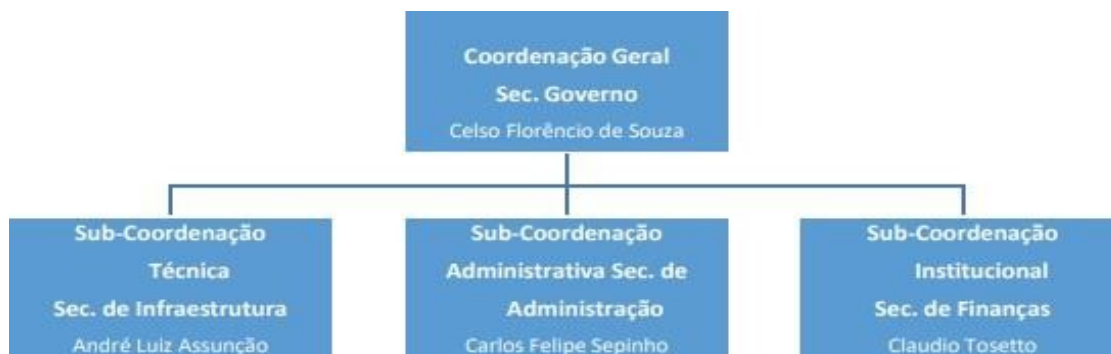 Coordenação Geral
Sec. Governo
Celso Florêncio de Souza
Sub-Coordenação
Técnica
Sec. de Infraestrutura
André Luiz Assunção
Sub-Coordenação
Administrativa Sec. de
Administração
Carlos Felipe Sepinho
Sub-Coordenação
Institucional
Sec. de Finanças
Claudio Tosetto